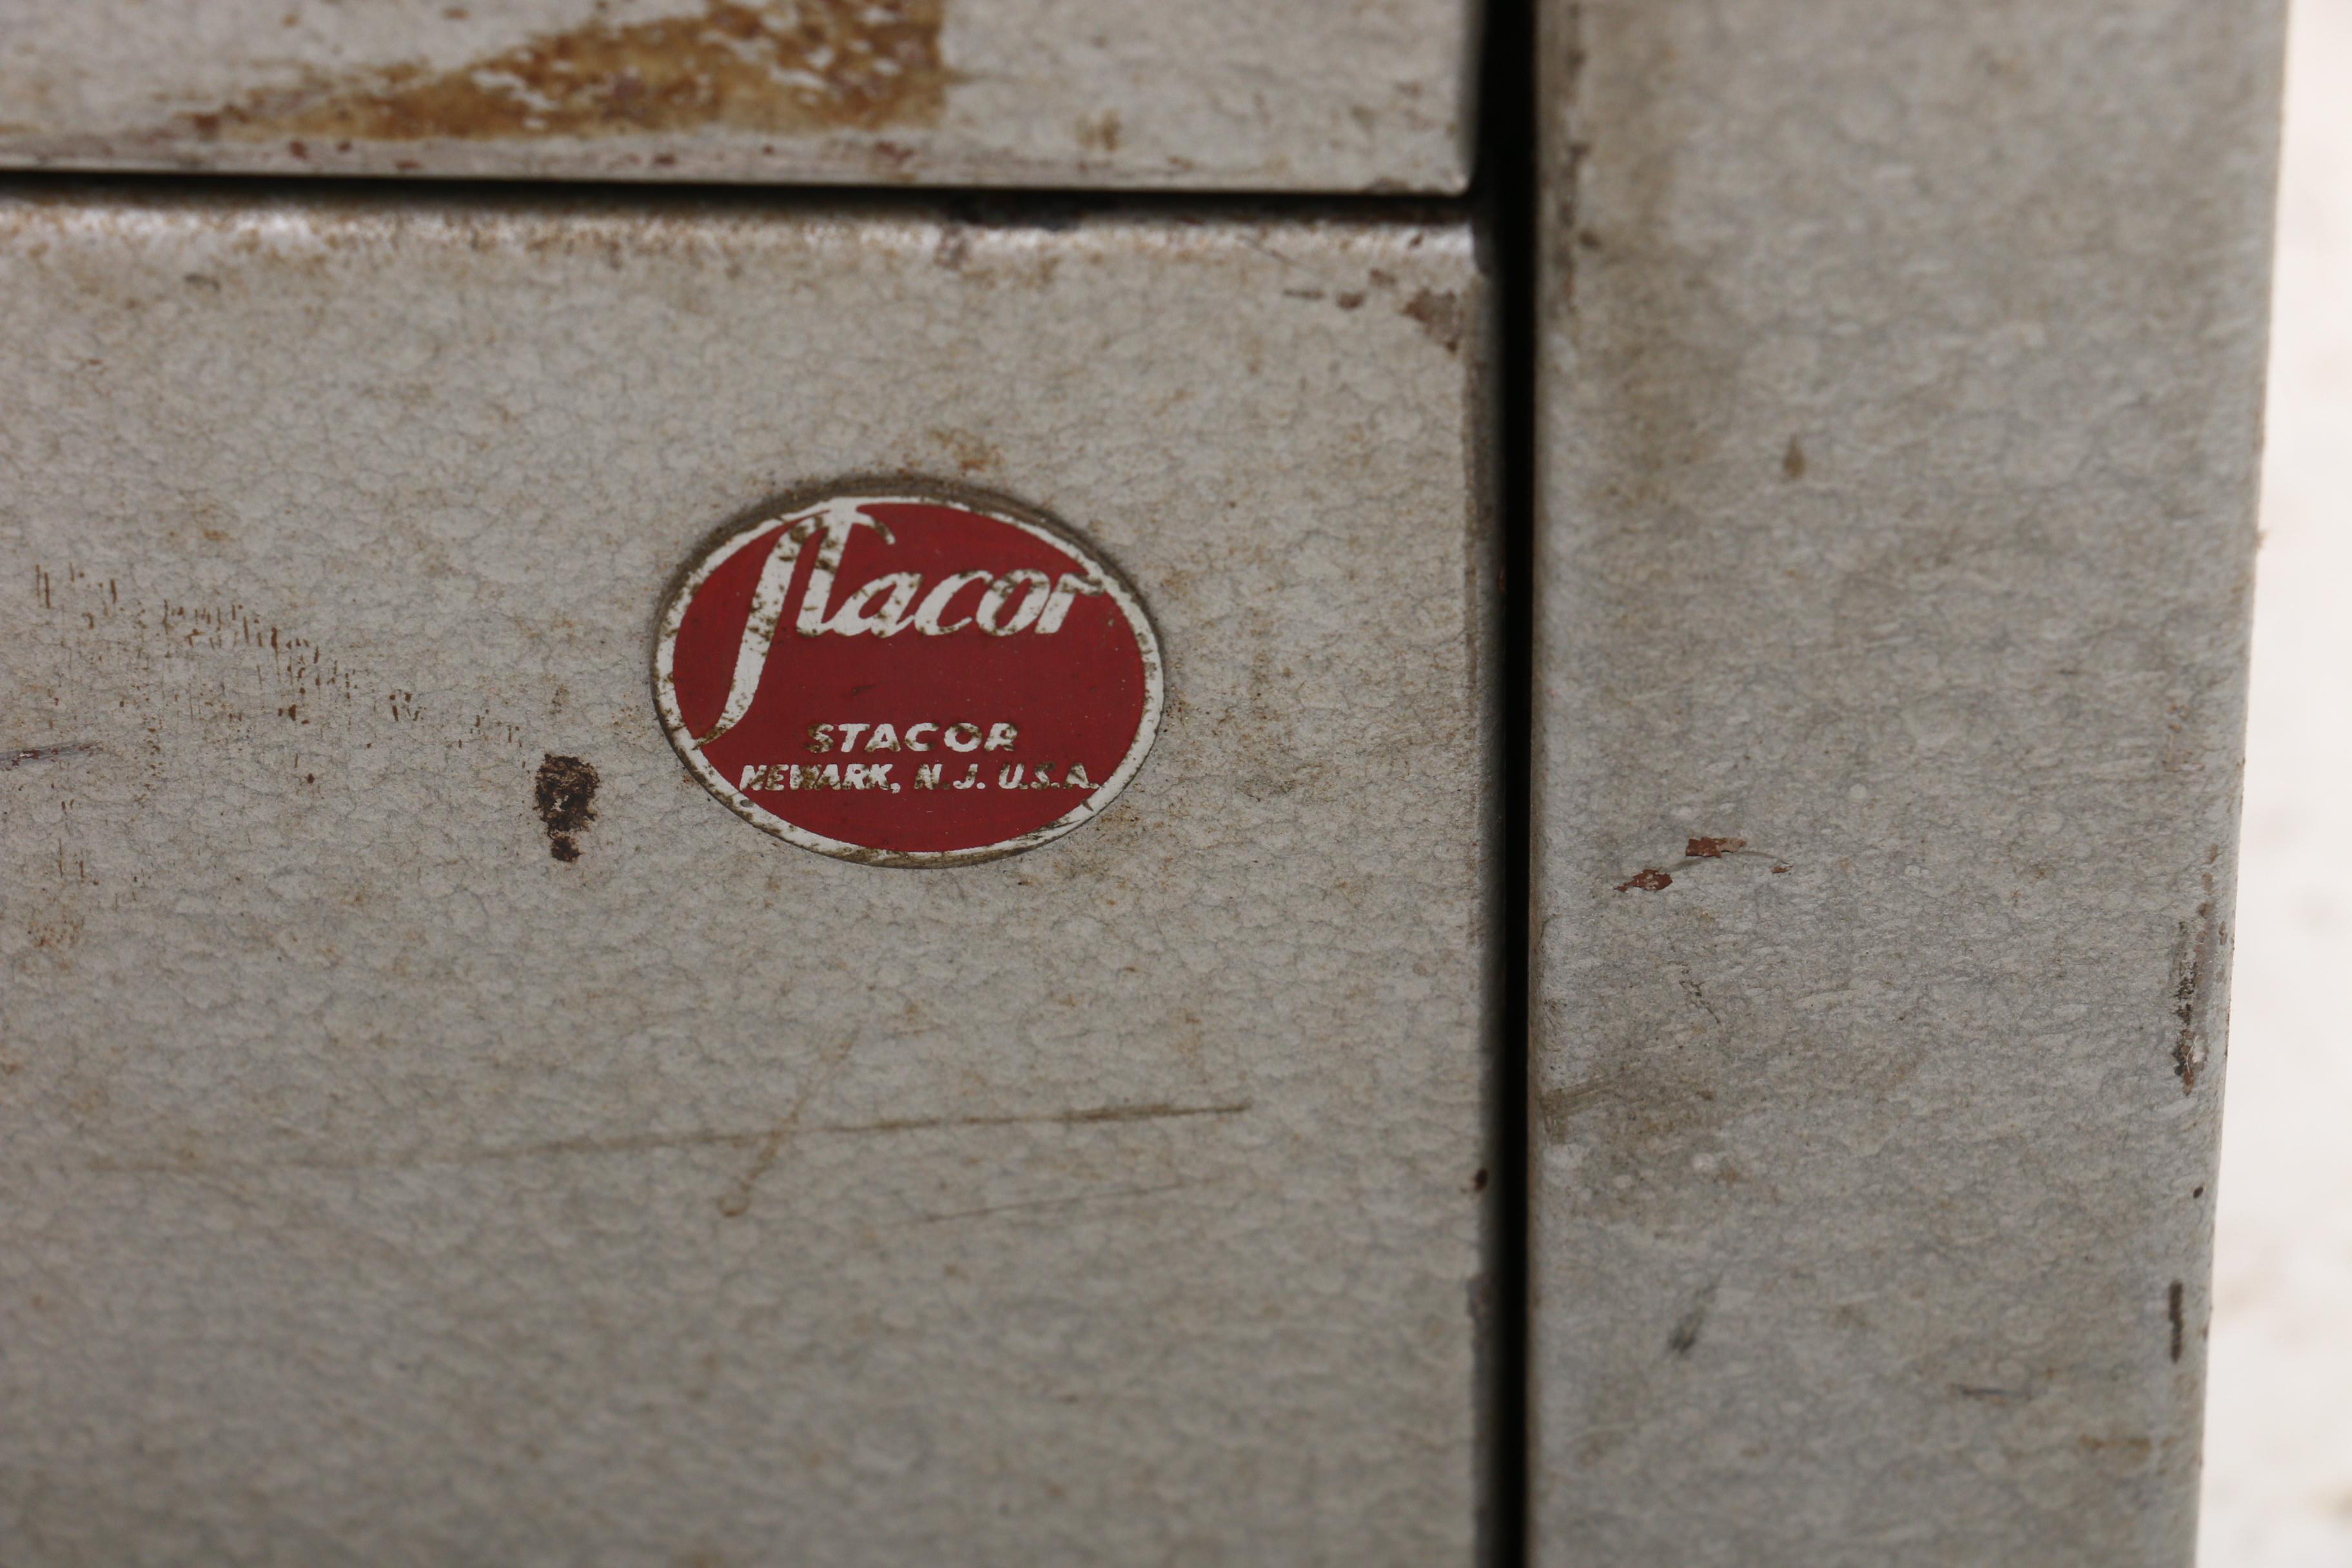 Stacor
STACOR
NEWARK, N.J. U.S.A.